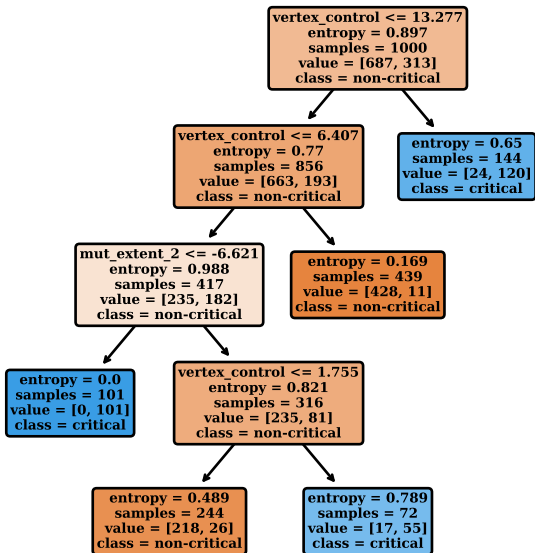 vertex_control <= 13.277
entropy = 0.897
samples = 1000
value = [687, 313]
class = non-critical
vertex_control <= 6.407
entropy = 0.77
samples = 856
value = [663, 193]
class = non-critical
entropy = 0.65
samples = 144
value = [24, 120]
class = critical
mut_extent_2 <= -6.621
entropy = 0.988
samples = 417
value = [235, 182]
class = non-critical
entropy = 0.169
samples = 439
value = [428, 11]
class = non-critical
entropy = 0.0
samples = 101
value = [0, 101]
class = critical
vertex_control <= 1.755
entropy = 0.821
samples = 316
value = [235, 81]
class = non-critical
entropy = 0.489
samples = 244
value = [218, 26]
class = non-critical
entropy = 0.789
samples = 72
value = [17, 55]
class = critical